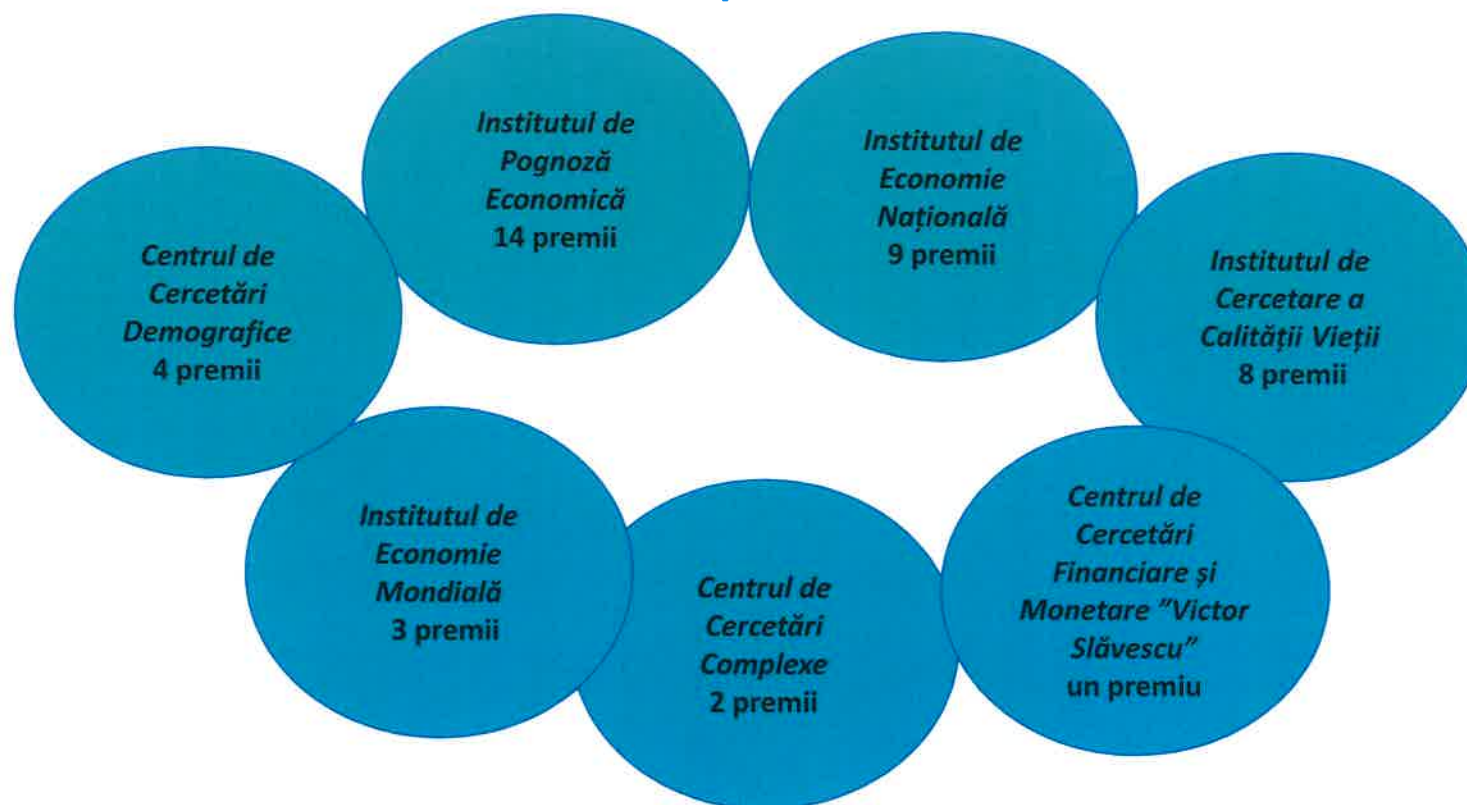 Institutul de
Pognoză
Economică
14 premii
Institutul de
Economie
Națională
9 premii
Institutul de
Cercetare a
Calității Vieții
8 premii
Centrul de
Cercetări
Demografice
4 premii
Institutul de
Economie
Mondială
3 premii
Centrul de
Cercetări
Complexe
2 premii
Centrul de
Cercetări
Financiare și
Monetare ”Victor
Slăvescu”
un premiu